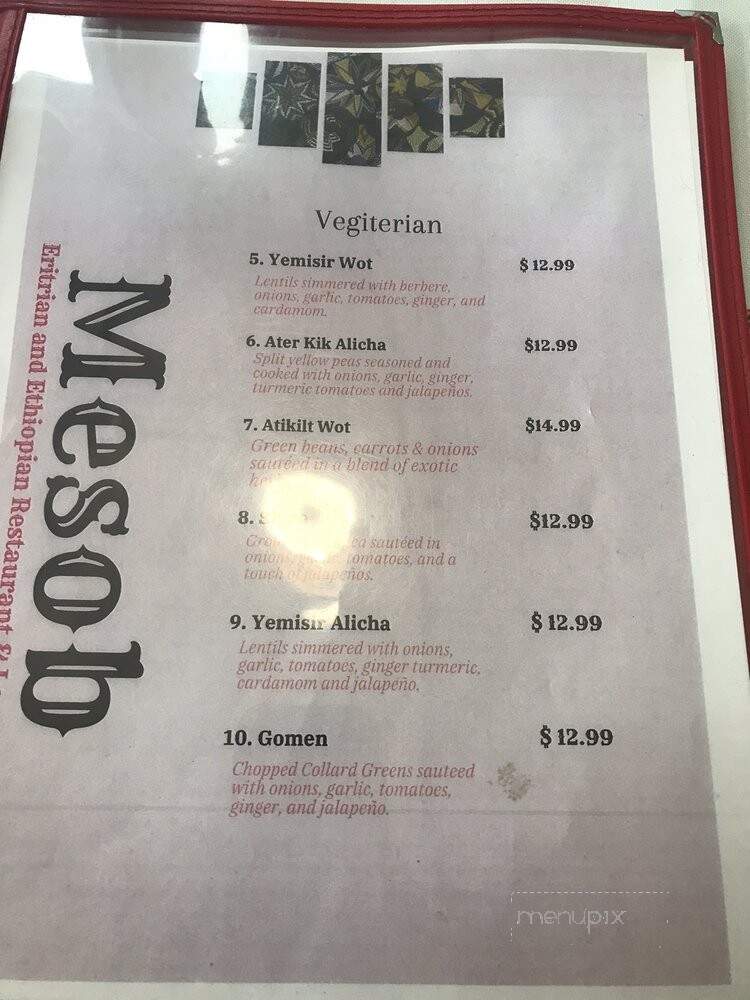 Vegiterian
5. Yemisir Wot $ 12.99
Lentils simmered with berbere,
onions, garlic, tomatoes, ginger, and
cardamom.
6. Ater Kik Alicha $12.99
Split yellow peas seasoned and
cooked with onions, garlic, ginger,
turmeric tomatoes and jalapeños.
7. Atikilt Wot $14.99
Green beans, carrots & onions
sautéed in a blend of exotic
8. $12.99
sautéed in
tomatoes, and a
touch of jalapeños.
9. Yemisir Alicha $ 12.99
Lentils simmered with onions,
garlic, tomatoes, ginger turmeric,
cardamom and jalapeño.
10. Gomen $ 12.99
Chopped Collard Greens sauteed
with onions, garlic, tomatoes,
ginger, and jalapeño.
Mesob
Eritrian and Ethiopian Restaurant &
menupix